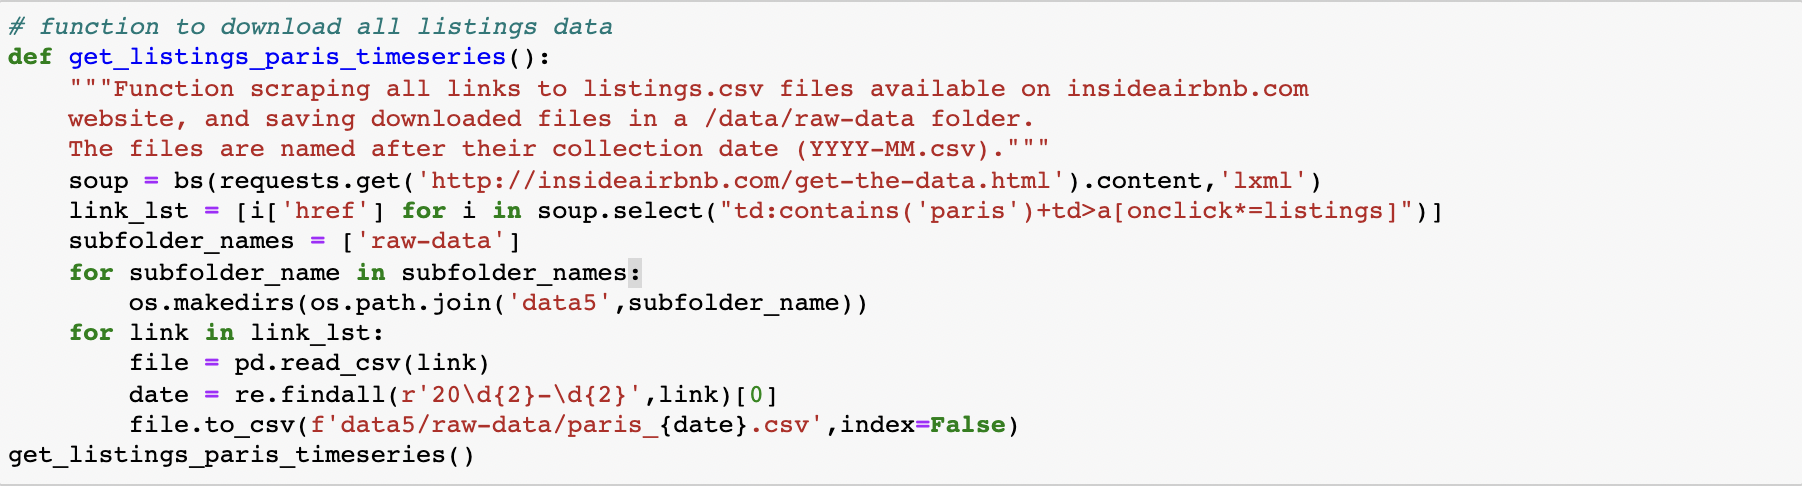 # function to download all listings data
def get_listings_paris_timeseries():
    """Function scraping all links to listings.csv files available on insideairbnb.com
    website, and saving downloaded files in a /data/raw-data folder.
    The files are named after their collection date (YYYY-MM.csv)."""
    soup = bs(requests.get('http://insideairbnb.com/get-the-data.html').content,'lxml')
    link_lst = [i['href'] for i in soup.select("td:contains('paris')+td>a[onclick*=listings]")]
    subfolder_names = ['raw-data']
    for subfolder_name in subfolder_names:
        os.makedirs(os.path.join('data5',subfolder_name))
    for link in link_lst:
        file = pd.read_csv(link)
        date = re.findall(r'20\d{2}-\d{2}',link)[0]
        file.to_csv(f'data5/raw-data/paris_{date}.csv',index=False)
get_listings_paris_timeseries()